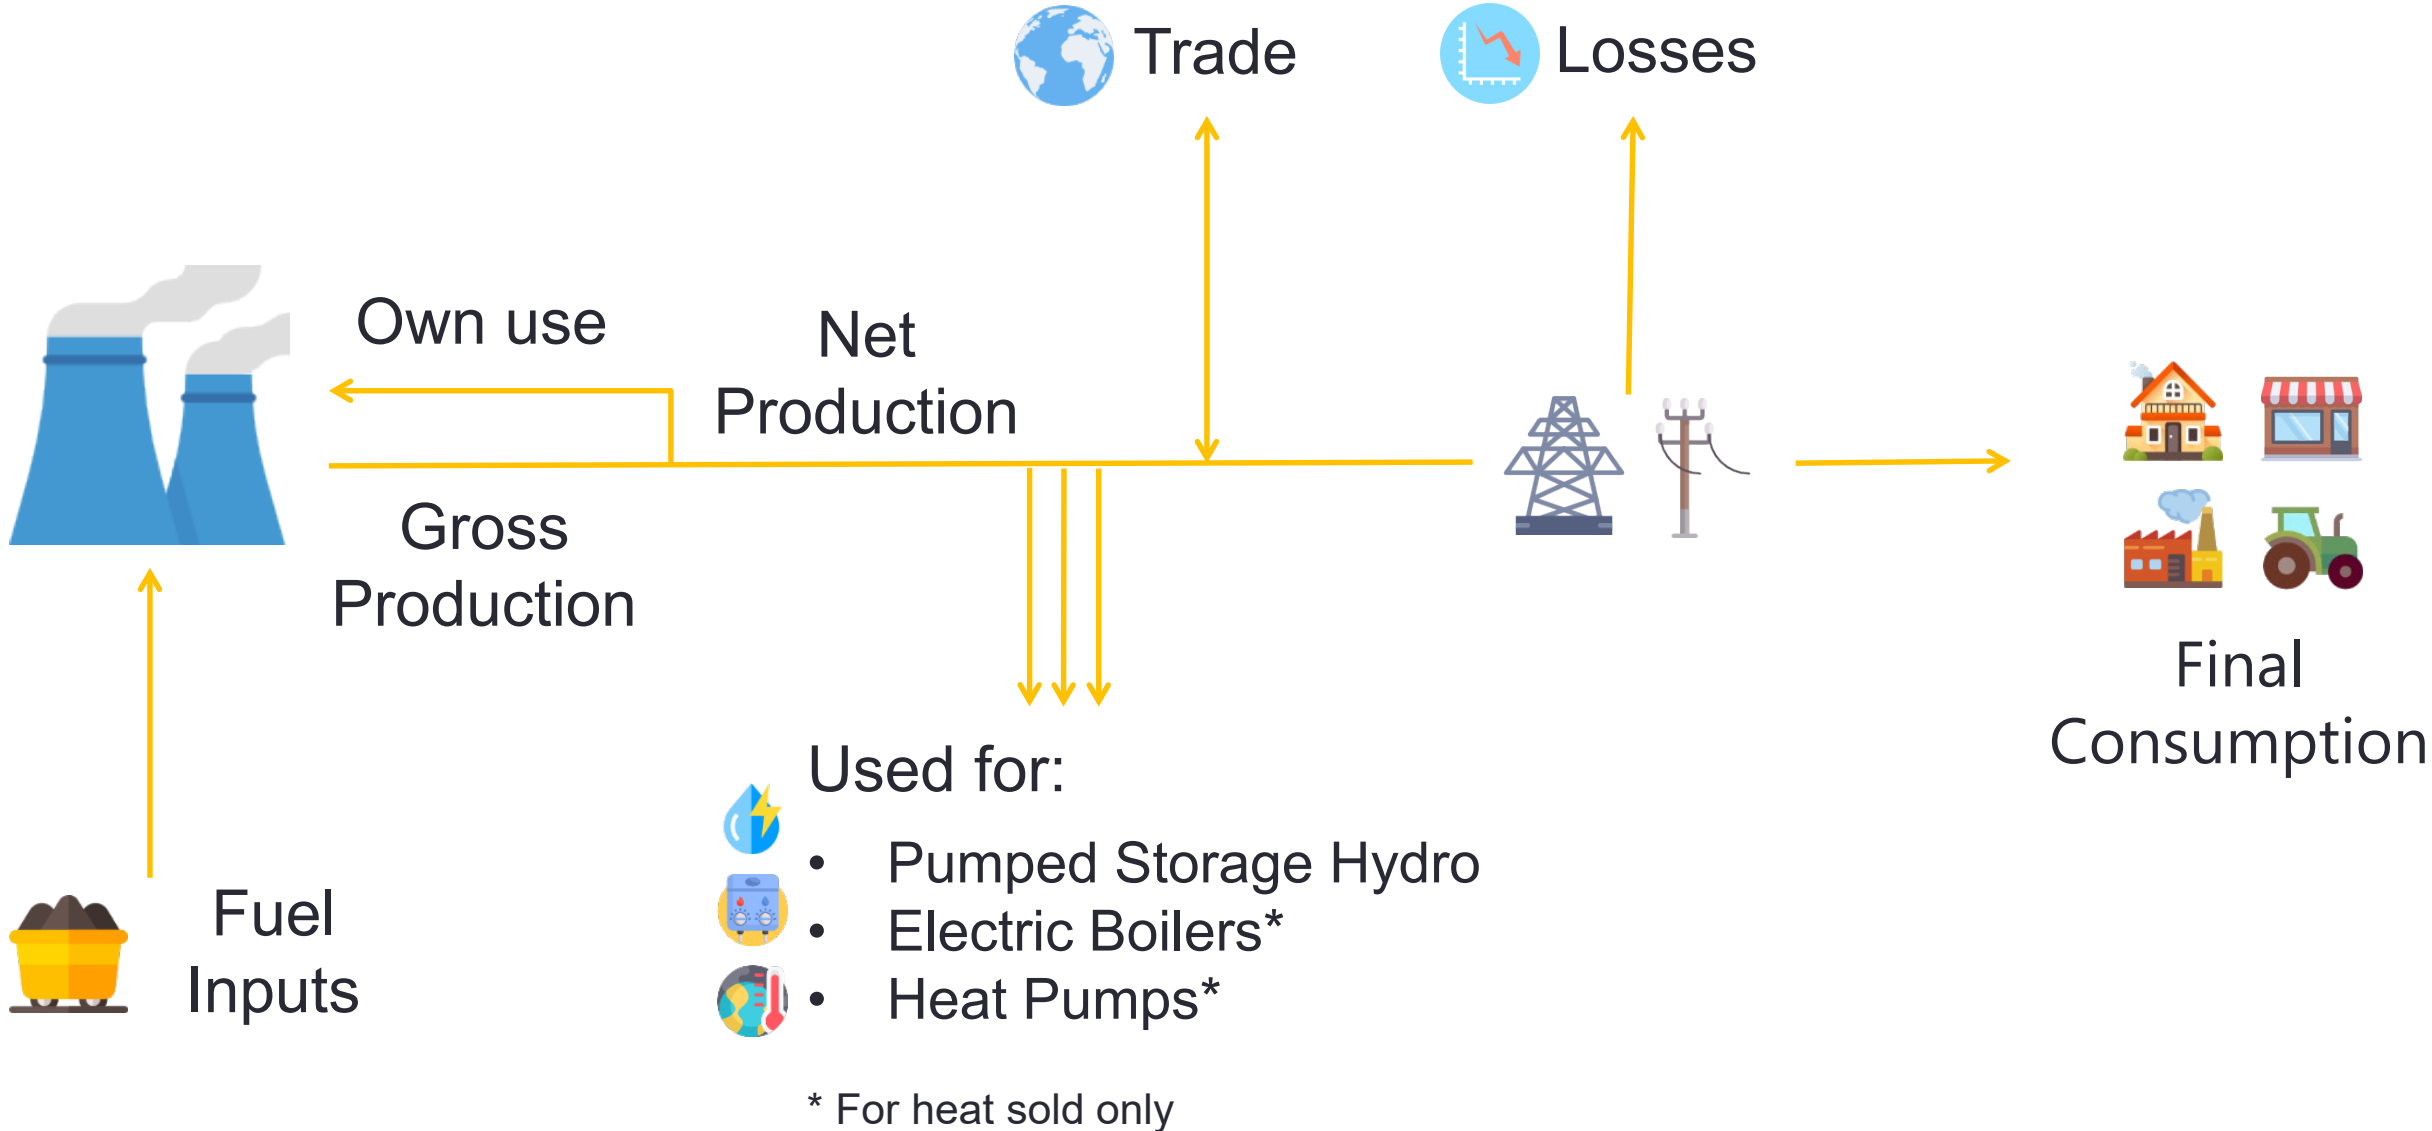 Trade
Losses
Own use
Net
Production
Gross
Production
Final
Consumption
Used for:
• Pumped Storage Hydro
• Electric Boilers*
• Heat Pumps*
Fuel
Inputs
* For heat sold only